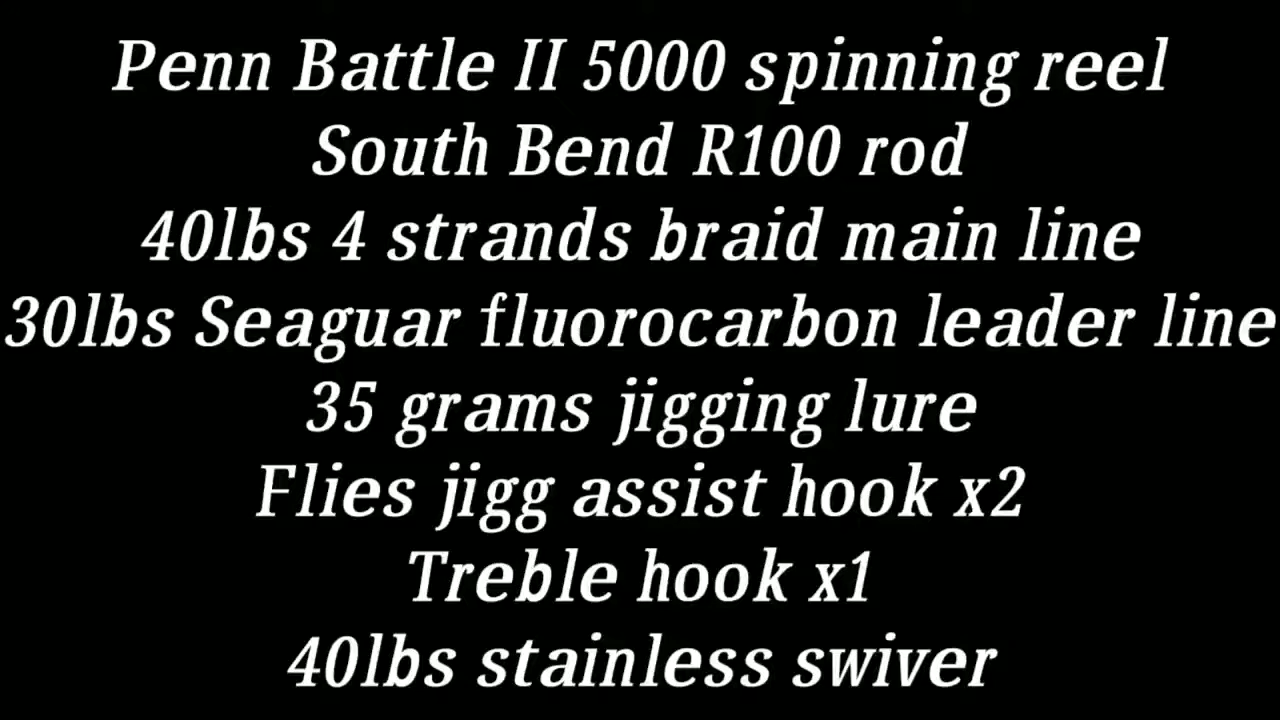 Penn Battle II 5000 spinning reel
South Bend R100 rod
40lbs 4 strands braid main line
30lbs Seaguar fluorocarbon leader line
35 grams jigging lure
Flies jigg assist hook x2
Treble hook x1
40lbs stainless swiver